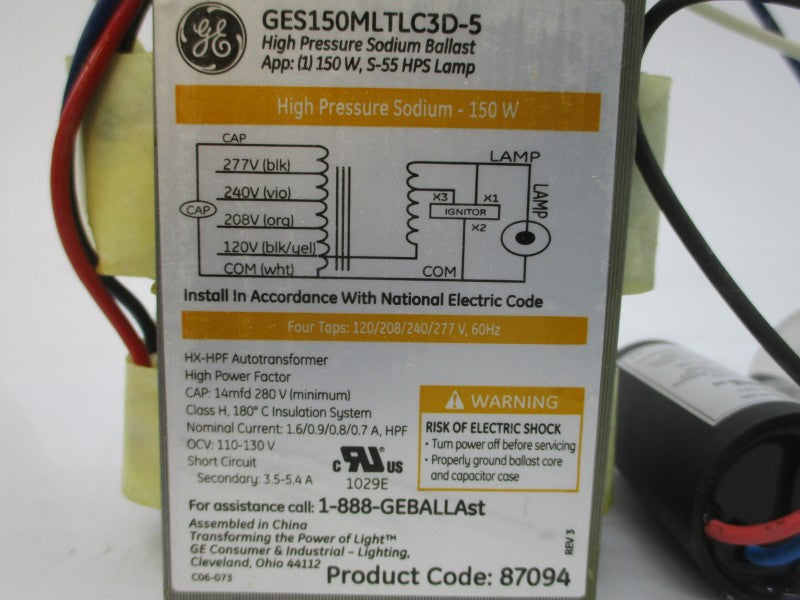 GE
GES150MLTLC3D-5
High Pressure Sodium Ballast
App: (1) 150 W, S-55 HPS Lamp
High Pressure Sodium - 150 W
CAP
277V (blk)
240V (vio)
CAP
208V (org)
120V (blk/yel)
COM (wht)
LAMP
X3
X1
IGNITOR
X2
LAMP
COM
Install In Accordance With National Electric Code
Four Taps: 120/208/240/277 V, 60Hz
HX-HPF Autotransformer
High Power Factor
CAP: 14mfd 280 V (minimum)
Class H, 180° C Insulation System
Nominal Current: 1.6/0.9/0.8/0.7 A, HPF
OCV: 110-130 V
Short Circuit
Secondary: 3.5-5.4 A
c RU us
1029E
WARNING
RISK OF ELECTRIC SHOCK
• Turn power off before servicing
• Properly ground ballast core
and capacitor case
For assistance call: 1-888-GEBALLAst
Assembled in China
Transforming the Power of Light™
GE Consumer & Industrial - Lighting,
Cleveland, Ohio 44112
C06-073
Product Code: 87094
REV 3